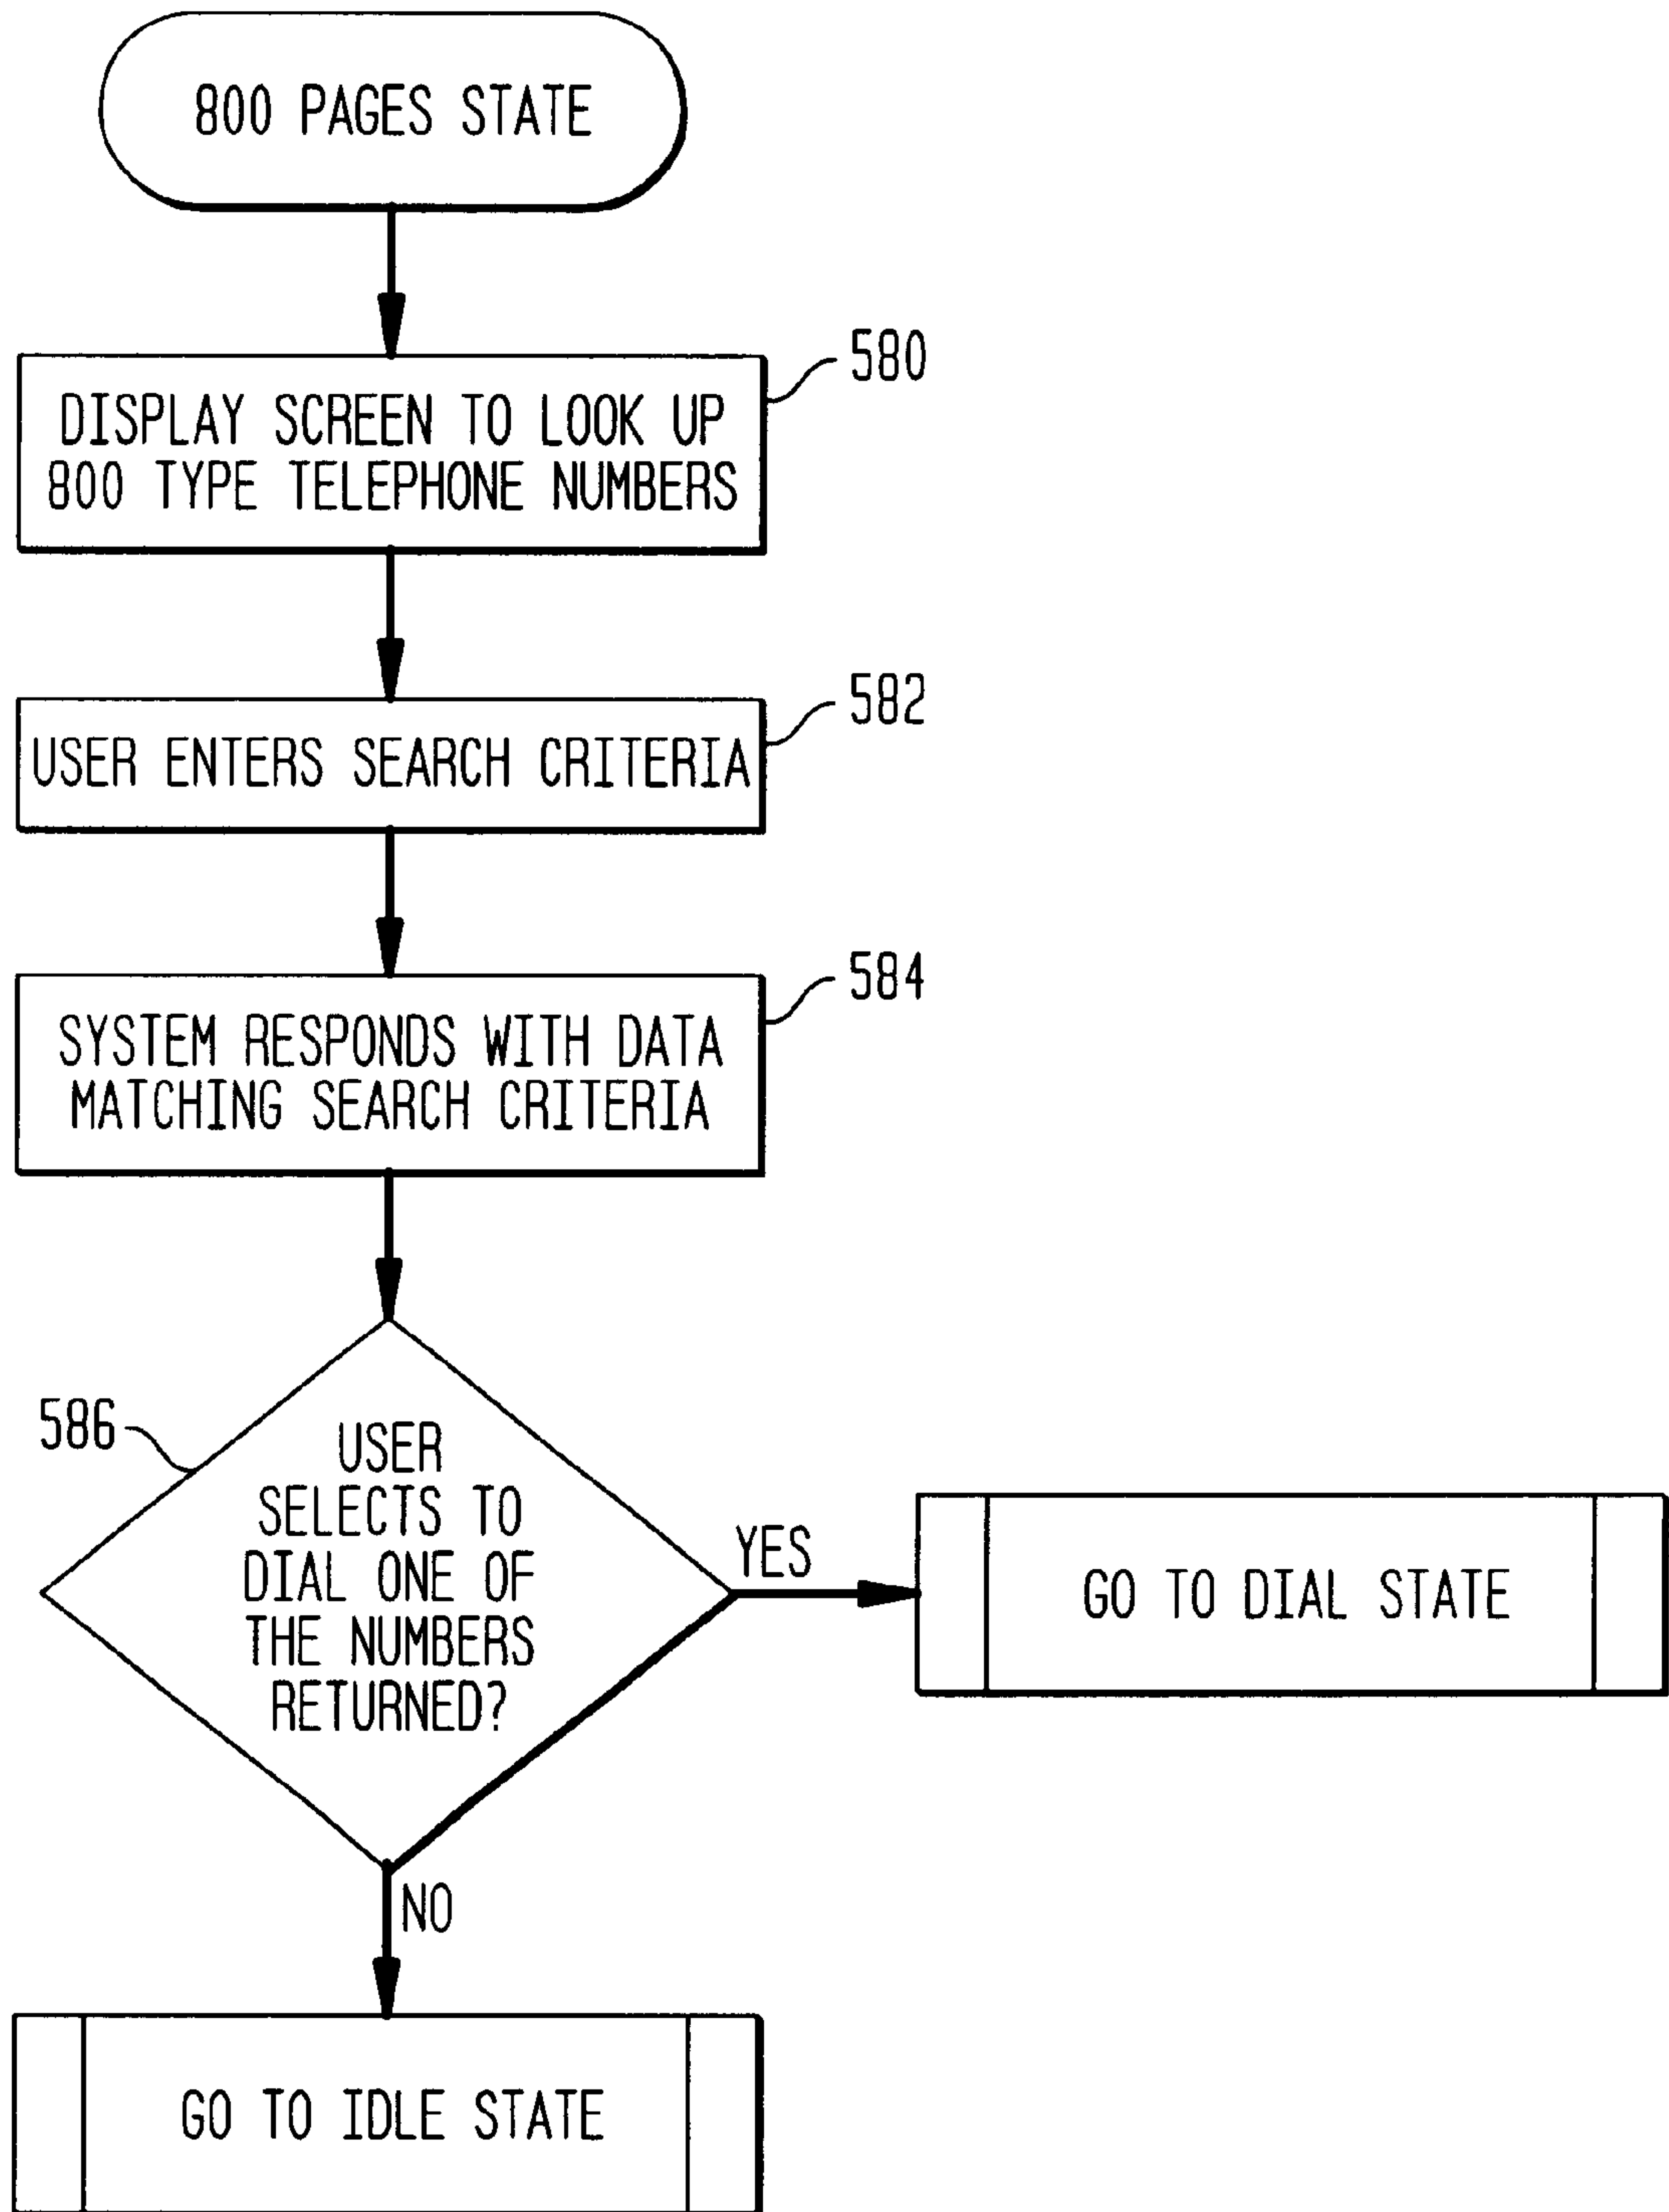 800 PAGES STATE
580
DISPLAY SCREEN TO LOOK UP
800 TYPE TELEPHONE NUMBERS
582
USER ENTERS SEARCH CRITERIA
584
SYSTEM RESPONDS WITH DATA
MATCHING SEARCH CRITERIA
586
USER
SELECTS TO
DIAL ONE OF
THE NUMBERS
RETURNED?
YES
GO TO DIAL STATE
NO
GO TO IDLE STATE